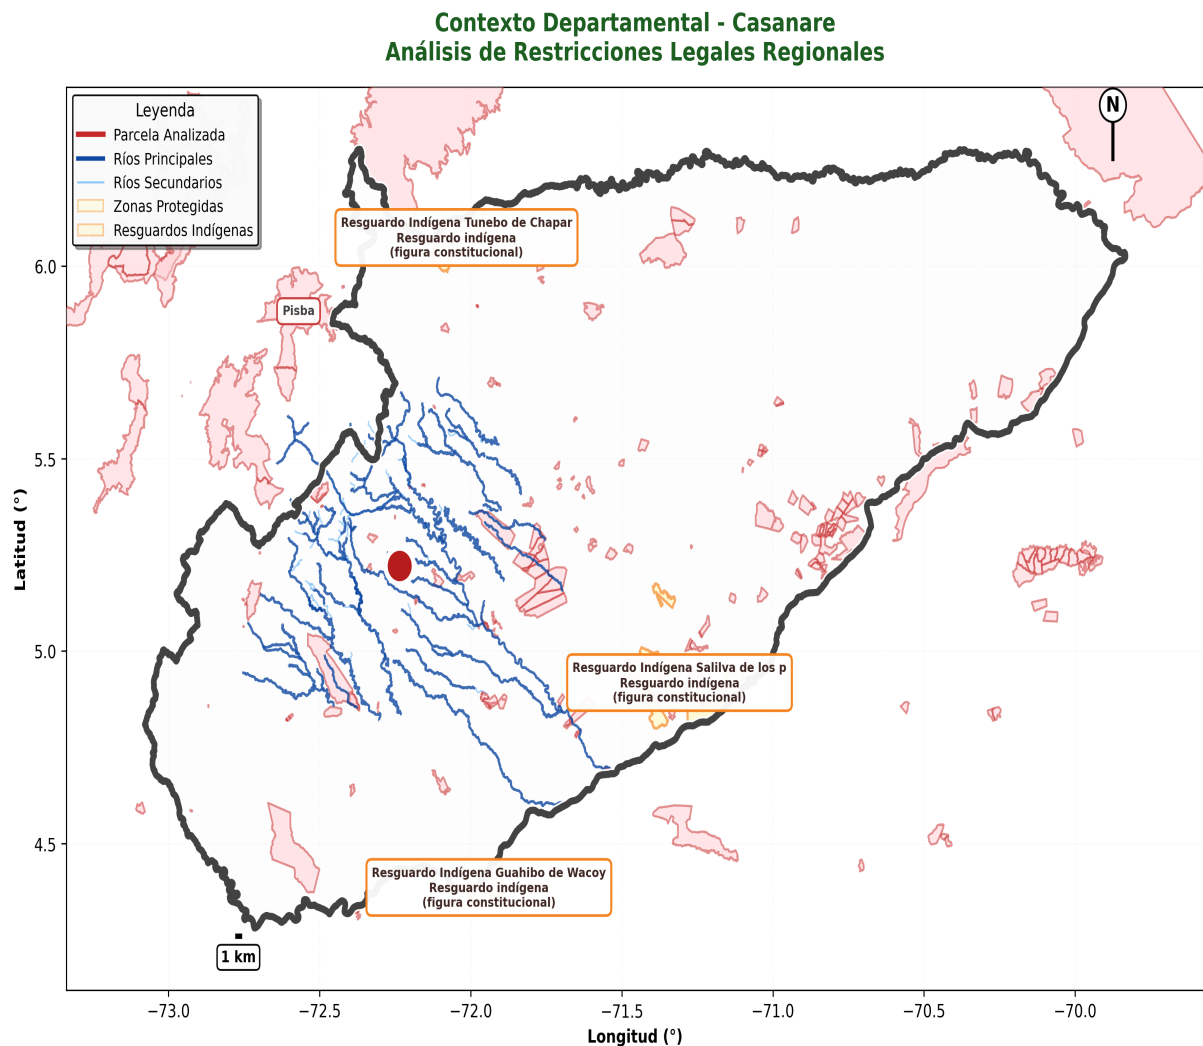 Contexto Departamental - Casanare
Análisis de Restricciones Legales Regionales
Leyenda
Parcela Analizada
Ríos Principales
Ríos Secundarios
Zonas Protegidas
Resguardos Indígenas
N
Resguardo Indígena Tunebo de Chapar
Resguardo indígena
(figura constitucional)
Pisba
Resguardo Indígena Salilva de los p
Resguardo indígena
(figura constitucional)
Resguardo Indígena Guahibo de Wacoy
Resguardo indígena
(figura constitucional)
1 km
6.0
5.5
5.0
4.5
Latitud (°)
−73.0
−72.5
−72.0
−71.5
−71.0
−70.5
−70.0
Longitud (°)